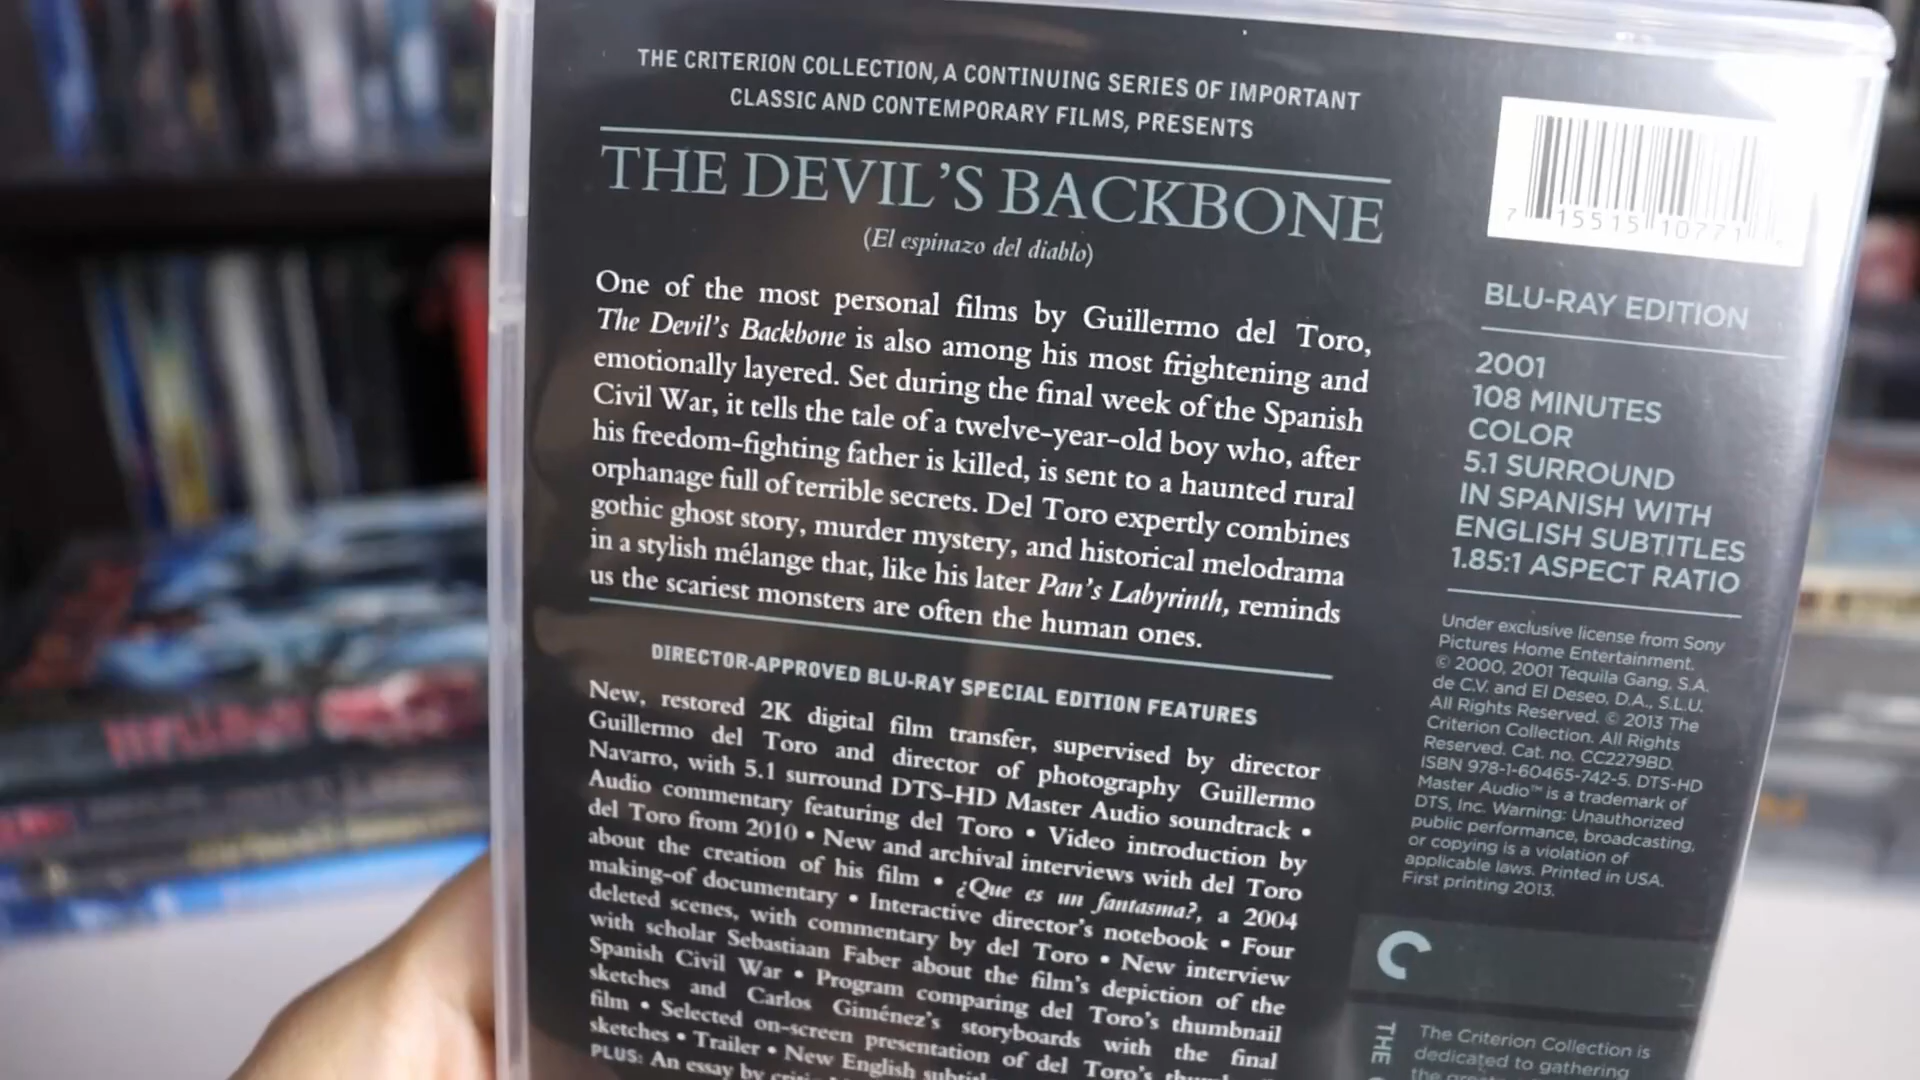 THE CRITERION COLLECTION, A CONTINUING SERIES OF IMPORTANT
CLASSIC AND CONTEMPORARY FILMS, PRESENTS
THE DEVIL'S BACKBONE
(El espinazo del diablo)
One of the most personal films by Guillermo del Toro,
The Devil's Backbone is also among his most frightening and
emotionally layered. Set during the final week of the Spanish
Civil War, it tells the tale of a twelve-year-old boy who, after
his freedom-fighting father is killed, is sent to a haunted rural
orphanage full of terrible secrets. Del Toro expertly combines
gothic ghost story, murder mystery, and historical melodrama
in a stylish mélange that, like his later Pan's Labyrinth, reminds
us the scariest monsters are often the human ones.
DIRECTOR-APPROVED BLU-RAY SPECIAL EDITION FEATURES
New, restored 2K digital film transfer, supervised by director
Guillermo del Toro and director of photography Guillermo
Navarro, with 5.1 surround DTS-HD Master Audio soundtrack •
Audio commentary featuring del Toro • Video introduction by
del Toro from 2010 • New and archival interviews with del Toro
about the creation of his film • ¿Que es un fantasma?, a 2004
making-of documentary • Interactive director's notebook • Four
deleted scenes, with commentary by del Toro • New interview
with scholar Sebastiaan Faber about the film's depiction of the
Spanish Civil War • Program comparing del Toro's thumbnail
sketches and Carlos Giménez's storyboards with the final
film • Selected on-screen presentation of del Toro's
sketches • Trailer • New English
PLUS: An essay by
7 15515 10771
BLU-RAY EDITION
2001
108 MINUTES
COLOR
5.1 SURROUND
IN SPANISH WITH
ENGLISH SUBTITLES
1.85:1 ASPECT RATIO
Under exclusive license from Sony
Pictures Home Entertainment.
© 2000, 2001 Tequila Gang, S.A.
de C.V. and El Deseo, D.A., S.L.U.
All Rights Reserved. © 2013 The
Criterion Collection. All Rights
Reserved. Cat. no. CC2279BD.
ISBN 978-1-60465-742-5. DTS-HD
Master Audio™ is a trademark of
DTS, Inc. Warning: Unauthorized
public performance, broadcasting,
or copying is a violation of
applicable laws. Printed in USA.
First printing 2013.
THE
The Criterion Collection is
dedicated to gathering
HELLBOY